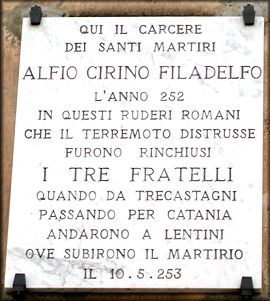 QUI IL CARCERE
DEI SANTI MARTIRI
ALFIO CIRINO FILADELFO
L'ANNO 252
IN QUESTI RUDERI ROMANI
CHE IL TERREMOTO DISTRUSSE
FURONO RINCHIUSI
I TRE FRATELLI
QUANDO DA TRECASTAGNI
PASSANDO PER CATANIA
ANDARONO A LENTINI
OVE SUBIRONO IL MARTIRIO
IL 10.5.253